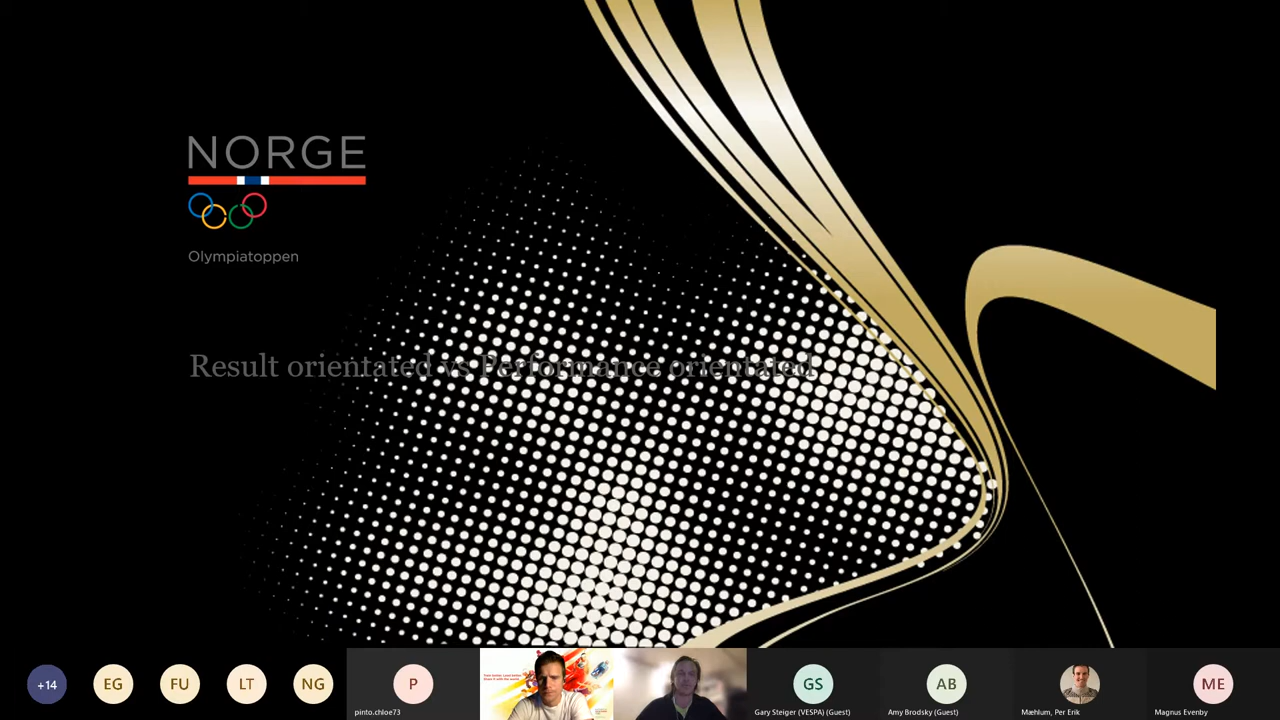 NORGE
Olympiatoppen
Result orientated vs Performance orientated
+14
EG
FU
LT
NG
P
GS
AB
ME
pinto.chloe73
Gary Steiger (VESPA) (Guest)
Amy Brodsky (Guest)
Mæhlum, Per Erik
Magnus Evenby